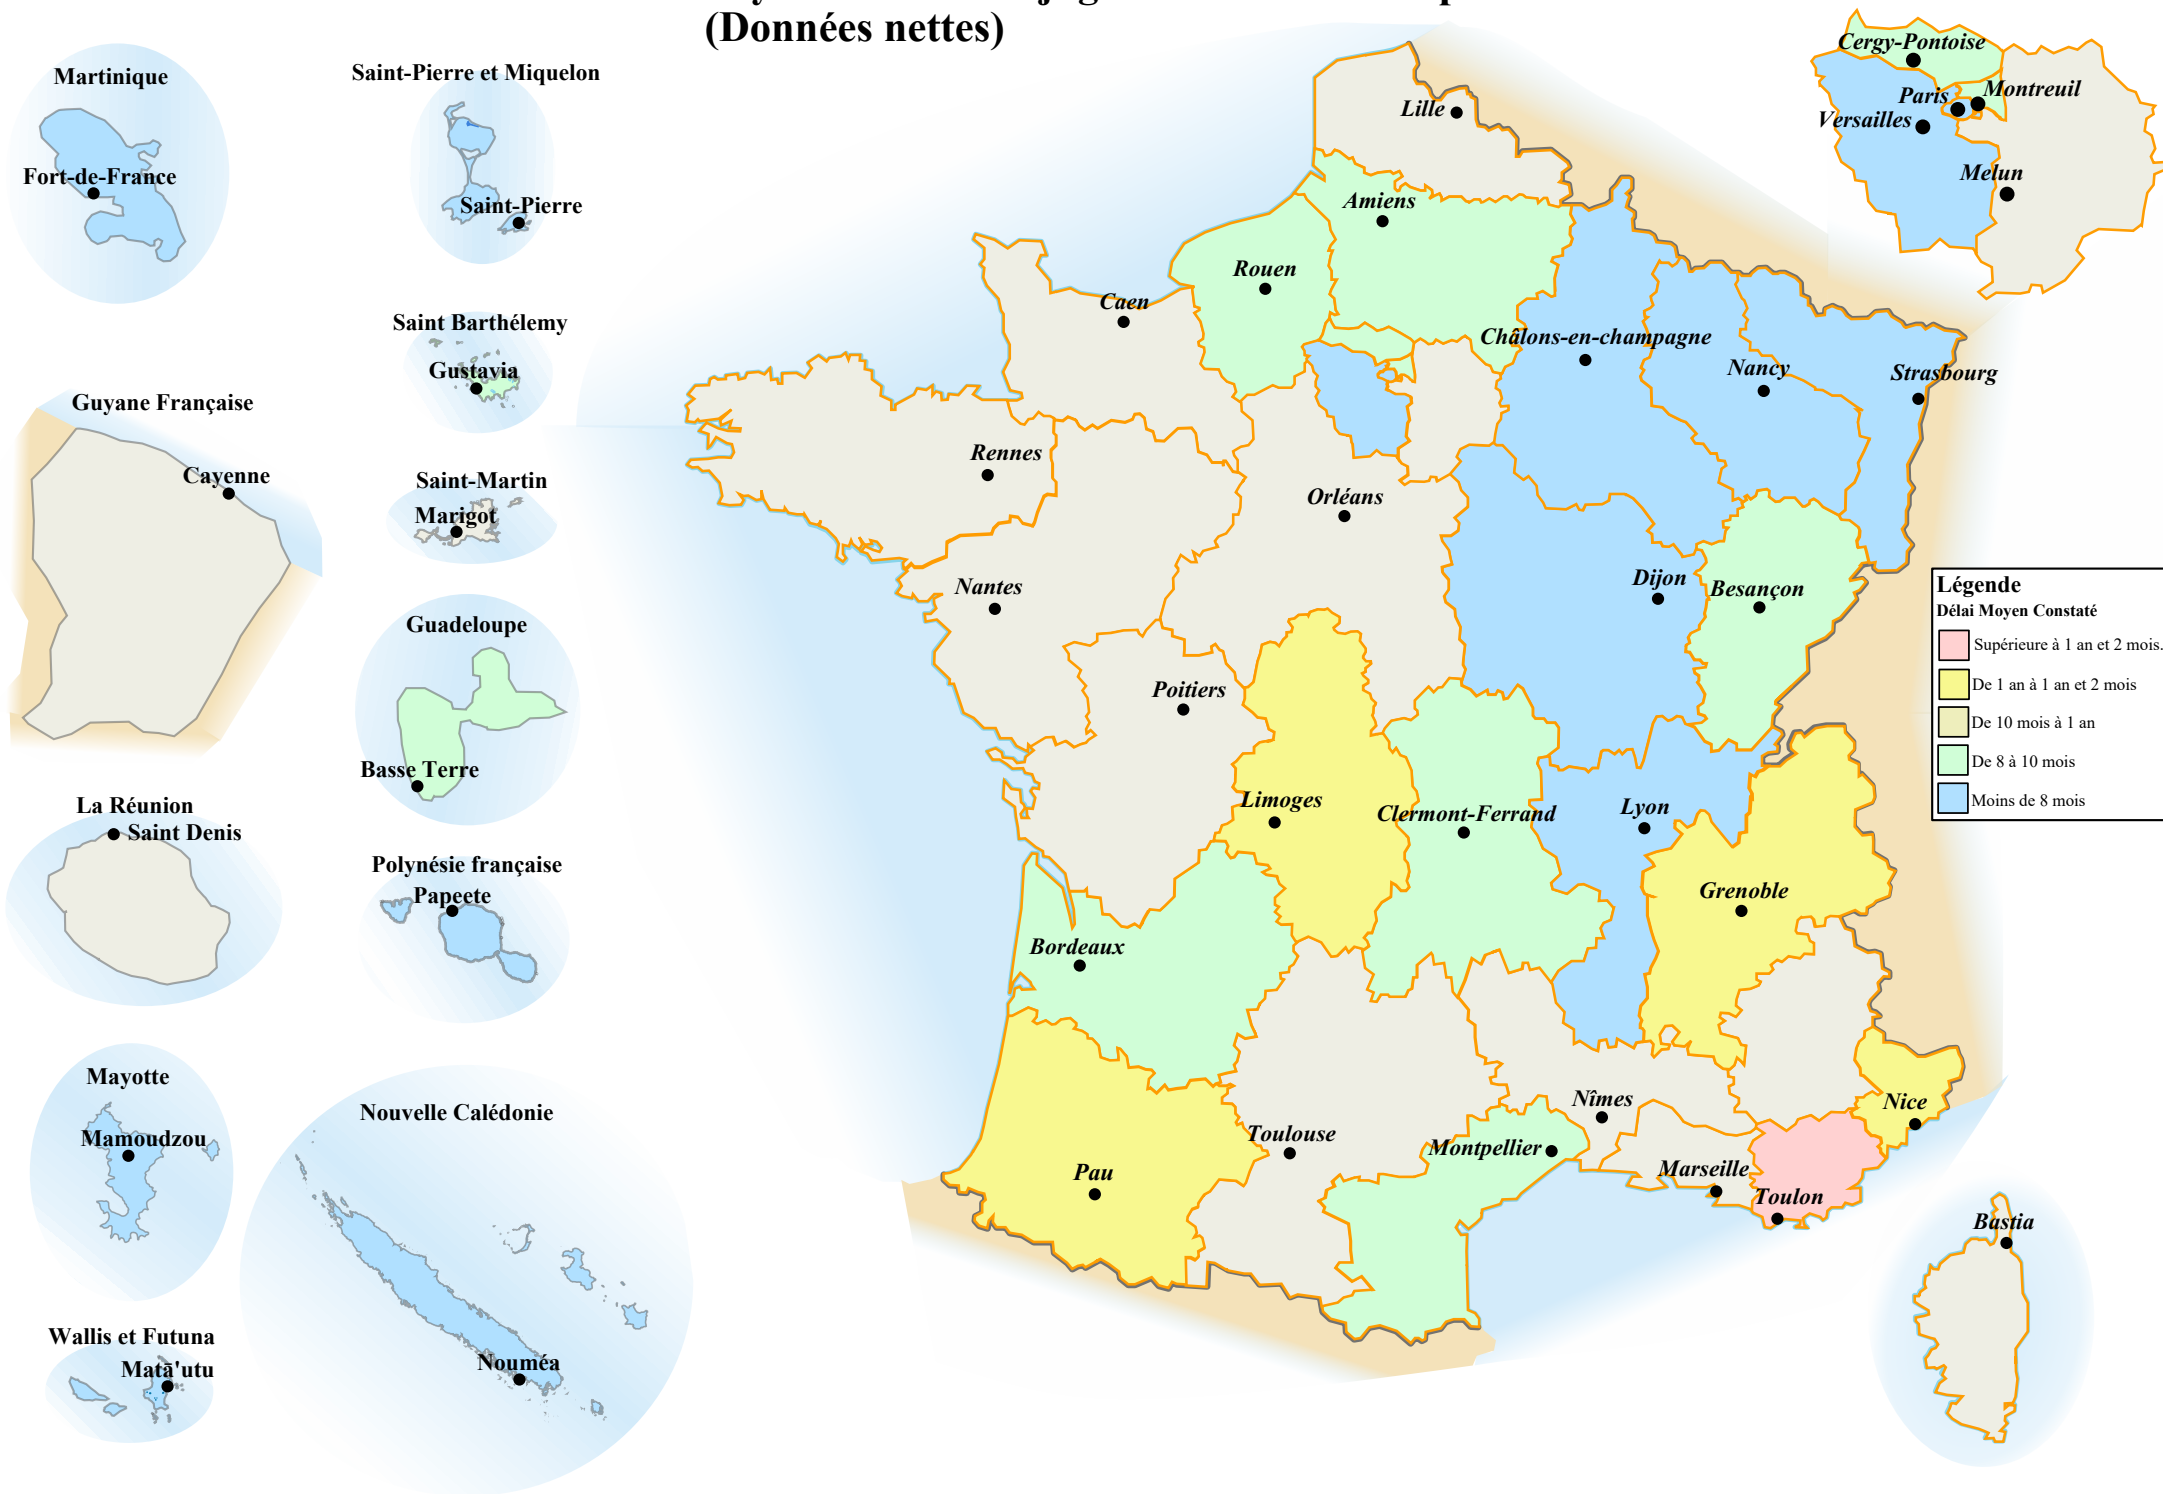 (Données nettes)
Martinique
Fort-de-France
Saint-Pierre et Miquelon
Saint-Pierre
Saint Barthélemy
Gustavia
Guyane Française
Cayenne
Saint-Martin
Marigot
Guadeloupe
Basse Terre
La Réunion
Saint Denis
Polynésie française
Papeete
Mayotte
Mamoudzou
Nouvelle Calédonie
Nouméa
Wallis et Futuna
Matā'utu
Lille
Amiens
Rouen
Caen
Châlons-en-champagne
Nancy
Strasbourg
Rennes
Orléans
Nantes
Dijon
Besançon
Poitiers
Limoges
Clermont-Ferrand
Lyon
Grenoble
Bordeaux
Nîmes
Nice
Toulouse
Montpellier
Marseille
Pau
Toulon
Bastia
Cergy-Pontoise
Paris
Montreuil
Versailles
Melun
Légende
Délai Moyen Constaté
Supérieure à 1 an et 2 mois.
De 1 an à 1 an et 2 mois
De 10 mois à 1 an
De 8 à 10 mois
Moins de 8 mois